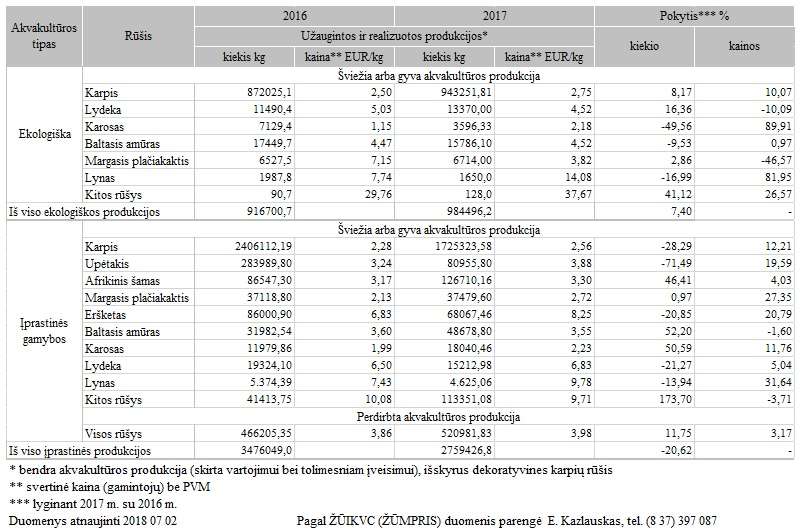 Akvakultūros tipas Rūšis 2016 2017 Pokytis*** %
Užaugintos ir realizuotos produkcijos* kiekio kainos
kiekis kg kaina** EUR/kg kiekis kg kaina** EUR/kg
Ekologiška Šviežia arba gyva akvakultūros produkcija
Karpis 872025,1 2,50 943251,81 2,75 8,17 10,07
Lydeka 11490,4 5,03 13370,00 4,52 16,36 -10,09
Karosas 7129,4 1,15 3596,33 2,18 -49,56 89,91
Baltasis amūras 17449,7 4,47 15786,10 4,52 -9,53 0,97
Margasis plačiakaktis 6527,5 7,15 6714,00 3,82 2,86 -46,57
Lynas 1987,8 7,74 1650,0 14,08 -16,99 81,95
Kitos rūšys 90,7 29,76 128,0 37,67 41,12 26,57
Iš viso ekologiškos produkcijos 916700,7 984496,2 7,40 -
Įprastinės gamybos Šviežia arba gyva akvakultūros produkcija
Karpis 2406112,19 2,28 1725323,58 2,56 -28,29 12,21
Upėtakis 283989,80 3,24 80955,80 3,88 -71,49 19,59
Afrikinis šamas 86547,30 3,17 126710,16 3,30 46,41 4,03
Margasis plačiakaktis 37118,80 2,13 37479,60 2,72 0,97 27,35
Eršketas 86000,90 6,83 68067,46 8,25 -20,85 20,79
Baltasis amūras 31982,54 3,60 48678,80 3,55 52,20 -1,60
Karosas 11979,86 1,99 18040,46 2,23 50,59 11,76
Lydeka 19324,10 6,50 15212,98 6,83 -21,27 5,04
Lynas 5.374,39 7,43 4.625,06 9,78 -13,94 31,64
Kitos rūšys 41413,75 10,08 113351,08 9,71 173,70 -3,71
Perdirbta akvakultūros produkcija
Visos rūšys 466205,35 3,86 520981,83 3,98 11,75 3,17
Iš viso įprastinės produkcijos 3476049,0 2759426,8 -20,62 -
* bendra akvakultūros produkcija (skirta vartojimui bei tolimesniam įveisimui), išskyrus dekoratyvines karpių rūšis
** svertinė kaina (gamintojų) be PVM
*** lyginant 2017 m. su 2016 m.
Duomenys atnaujinti 2018 07 02 Pagal ŽŪIKVC (ŽŪMPRIS) duomenis parengė E. Kazlauskas, tel. (8 37) 397 087